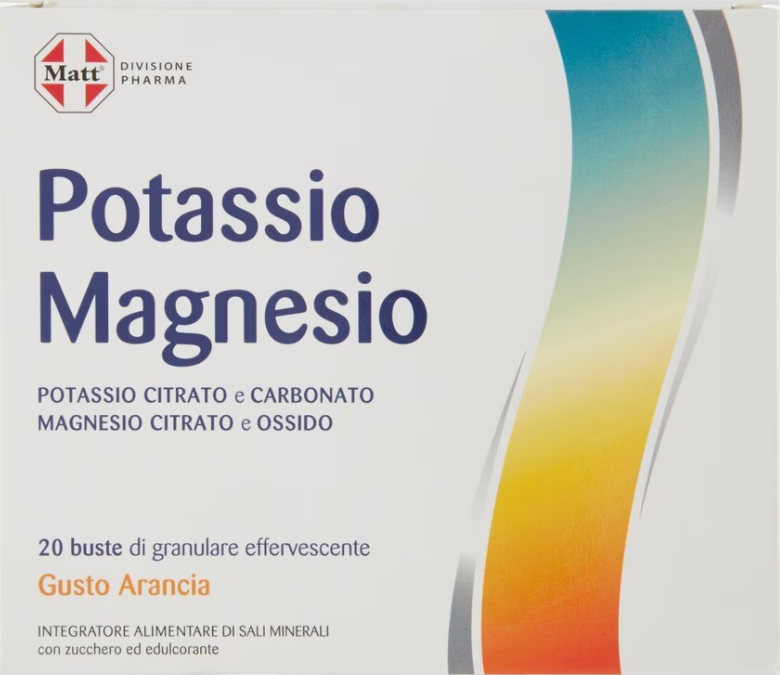 Matt®
DIVISIONE
PHARMA
Potassio
Magnesio
POTASSIO CITRATO e CARBONATO
MAGNESIO CITRATO e OSSIDO
20 buste di granulare effervescente
Gusto Arancia
INTEGRATORE ALIMENTARE DI SALI MINERALI
con zucchero ed edulcorante